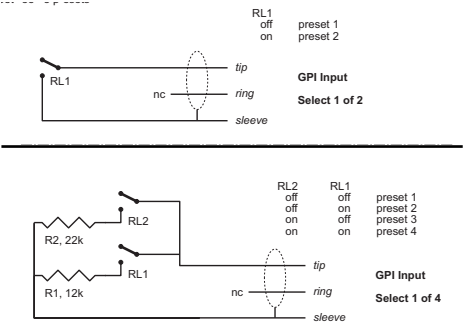 RL1
off preset 1
on preset 2
tip
RL1
GPI Input
nc
ring
Select 1 of 2
sleeve
RL2 RL1
off off preset 1
off on preset 2
on off preset 3
on on preset 4
RL2
R2, 22k
tip
RL1
GPI Input
R1, 12k
nc
ring
Select 1 of 4
sleeve